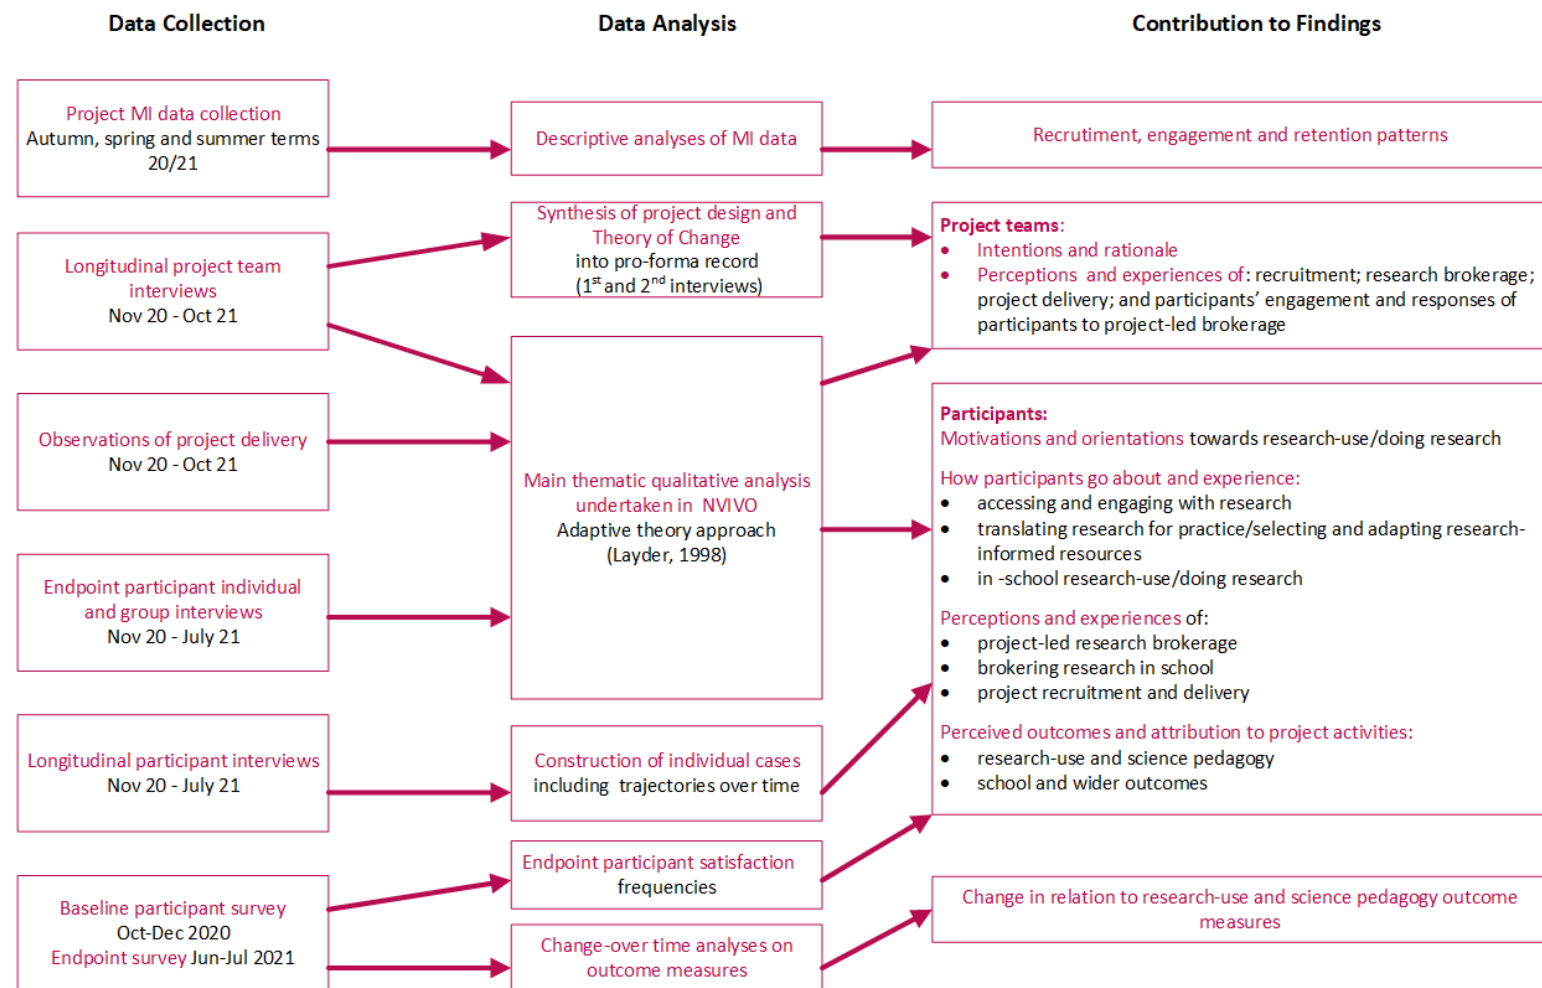 Data Collection
Data Analysis
Contribution to Findings
Project MI data collection
Autumn, spring and summer terms
20/21
Descriptive analyses of MI data
Recrutiment, engagement and retention patterns
Longitudinal project team
interviews
Nov 20 - Oct 21
Synthesis of project design and
Theory of Change
into pro-forma record
(1st and 2nd interviews)
Project teams:
• Intentions and rationale
• Perceptions and experiences of: recruitment; research brokerage;
project delivery; and participants’ engagement and responses of
participants to project-led brokerage
Observations of project delivery
Nov 20 - Oct 21
Endpoint participant individual
and group interviews
Nov 20 - July 21
Main thematic qualitative analysis
undertaken in NVIVO
Adaptive theory approach
(Layder, 1998)
Participants:
Motivations and orientations towards research-use/doing research
How participants go about and experience:
• accessing and engaging with research
• translating research for practice/selecting and adapting research-
informed resources
• in -school research-use/doing research
Perceptions and experiences of:
• project-led research brokerage
• brokering research in school
• project recruitment and delivery
Perceived outcomes and attribution to project activities:
• research-use and science pedagogy
• school and wider outcomes
Longitudinal participant interviews
Nov 20 - July 21
Construction of individual cases
including trajectories over time
Baseline participant survey
Oct-Dec 2020
Endpoint survey Jun-Jul 2021
Endpoint participant satisfaction
frequencies
Change-over time analyses on
outcome measures
Change in relation to research-use and science pedagogy outcome
measures